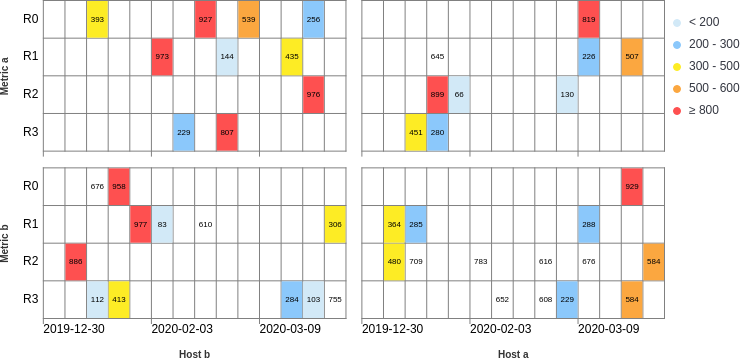 R0 393 927 539 256 819
R1 973 144 435 645 226 507
R2 976 899 66 130
R3 229 807 451 280
Metric a
< 200
200 - 300
300 - 500
500 - 600
≥ 800
R0 676 958 929
R1 977 83 610 306 364 285 288
R2 886 480 709 783 616 676 584
R3 112 413 284 103 755 652 608 229 584
Metric b
2019-12-30 2020-02-03 2020-03-09 2019-12-30 2020-02-03 2020-03-09
Host b Host a